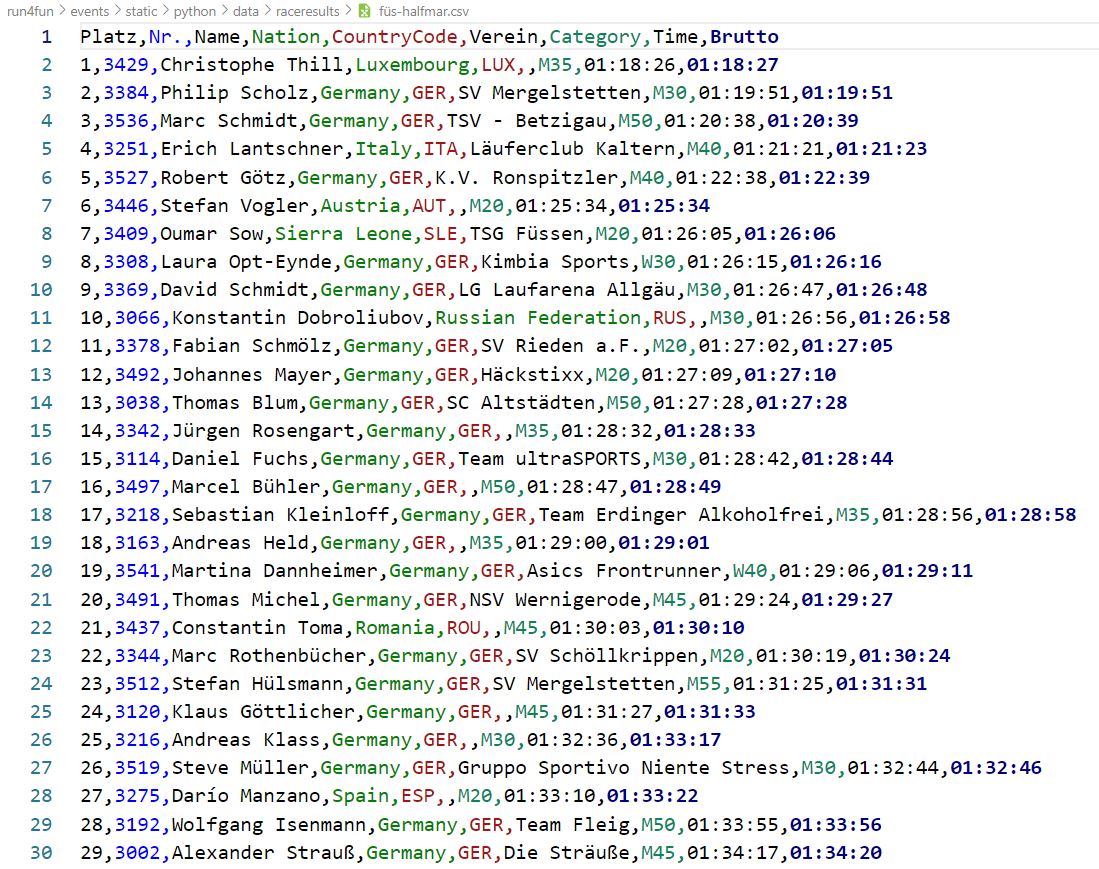 run4fun > events > static > python > data > raceresults > füs-halfmar.csv
1 Platz,Nr.,Name,Nation,CountryCode,Verein,Category,Time,Brutto
2 1,3429,Christophe Thill,Luxembourg,LUX,,M35,01:18:26,01:18:27
3 2,3384,Philip Scholz,Germany,GER,SV Mergelstetten,M30,01:19:51,01:19:51
4 3,3536,Marc Schmidt,Germany,GER,TSV - Betzigau,M50,01:20:38,01:20:39
5 4,3251,Erich Lantschner,Italy,ITA,Läuferclub Kaltern,M40,01:21:21,01:21:23
6 5,3527,Robert Götz,Germany,GER,K.V. Ronspitzler,M40,01:22:38,01:22:39
7 6,3446,Stefan Vogler,Austria,AUT,,M20,01:25:34,01:25:34
8 7,3409,Oumar Sow,Sierra Leone,SLE,TSG Füssen,M20,01:26:05,01:26:06
9 8,3308,Laura Opt-Eynde,Germany,GER,Kimbia Sports,W30,01:26:15,01:26:16
10 9,3369,David Schmidt,Germany,GER,LG Laufarena Allgäu,M30,01:26:47,01:26:48
11 10,3066,Konstantin Dobroliubov,Russian Federation,RUS,,M30,01:26:56,01:26:58
12 11,3378,Fabian Schmölz,Germany,GER,SV Rieden a.F.,M20,01:27:02,01:27:05
13 12,3492,Johannes Mayer,Germany,GER,Häckstixx,M20,01:27:09,01:27:10
14 13,3038,Thomas Blum,Germany,GER,SC Altstädten,M50,01:27:28,01:27:28
15 14,3342,Jürgen Rosengart,Germany,GER,,M35,01:28:32,01:28:33
16 15,3114,Daniel Fuchs,Germany,GER,Team ultraSPORTS,M30,01:28:42,01:28:44
17 16,3497,Marcel Bühler,Germany,GER,,M50,01:28:47,01:28:49
18 17,3218,Sebastian Kleinloff,Germany,GER,Team Erdinger Alkoholfrei,M35,01:28:56,01:28:58
19 18,3163,Andreas Held,Germany,GER,,M35,01:29:00,01:29:01
20 19,3541,Martina Dannheimer,Germany,GER,Asics Frontrunner,W40,01:29:06,01:29:11
21 20,3491,Thomas Michel,Germany,GER,NSV Wernigerode,M45,01:29:24,01:29:27
22 21,3437,Constantin Toma,Romania,ROU,,M45,01:30:03,01:30:10
23 22,3344,Marc Rothenbücher,Germany,GER,SV Schöllkrippen,M20,01:30:19,01:30:24
24 23,3512,Stefan Hülsmann,Germany,GER,SV Mergelstetten,M55,01:31:25,01:31:31
25 24,3120,Klaus Göttlicher,Germany,GER,,M45,01:31:27,01:31:33
26 25,3216,Andreas Klass,Germany,GER,,M30,01:32:36,01:33:17
27 26,3519,Steve Müller,Germany,GER,Gruppo Sportivo Niente Stress,M30,01:32:44,01:32:46
28 27,3275,Darío Manzano,Spain,ESP,,M20,01:33:10,01:33:22
29 28,3192,Wolfgang Isenmann,Germany,GER,Team Fleig,M50,01:33:55,01:33:56
30 29,3002,Alexander Strauß,Germany,GER,Die Sträuße,M45,01:34:17,01:34:20